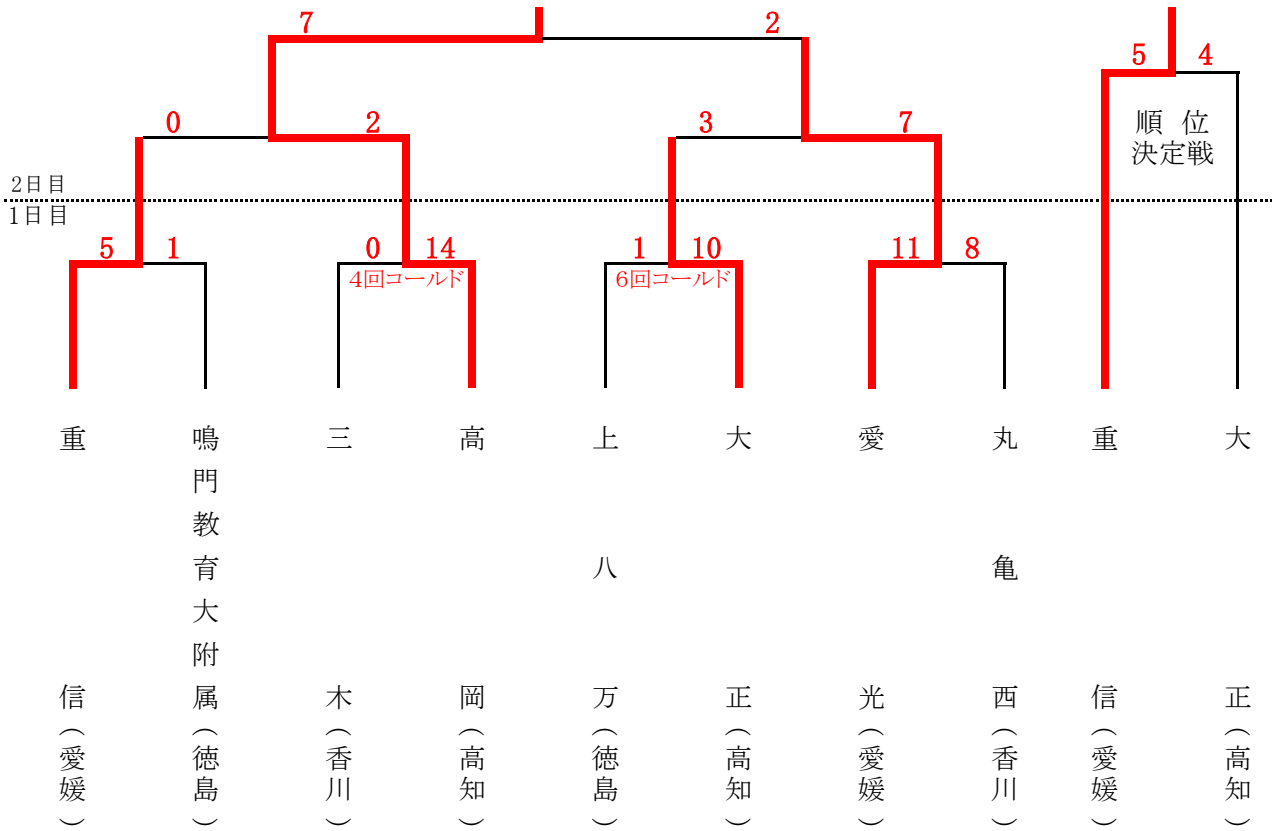 7 2 5 4
0 2 3 7
順 位
決定戦
2日目
1日目
5 1 0 14 1 10 11 8
4回コールド
6回コールド
重信(愛媛)
鳴門教育大附属(徳島)
三木(香川)
高岡(高知)
上八万(徳島)
大正(高知)
愛光(愛媛)
丸亀西(香川)
重信(愛媛)
大正(高知)